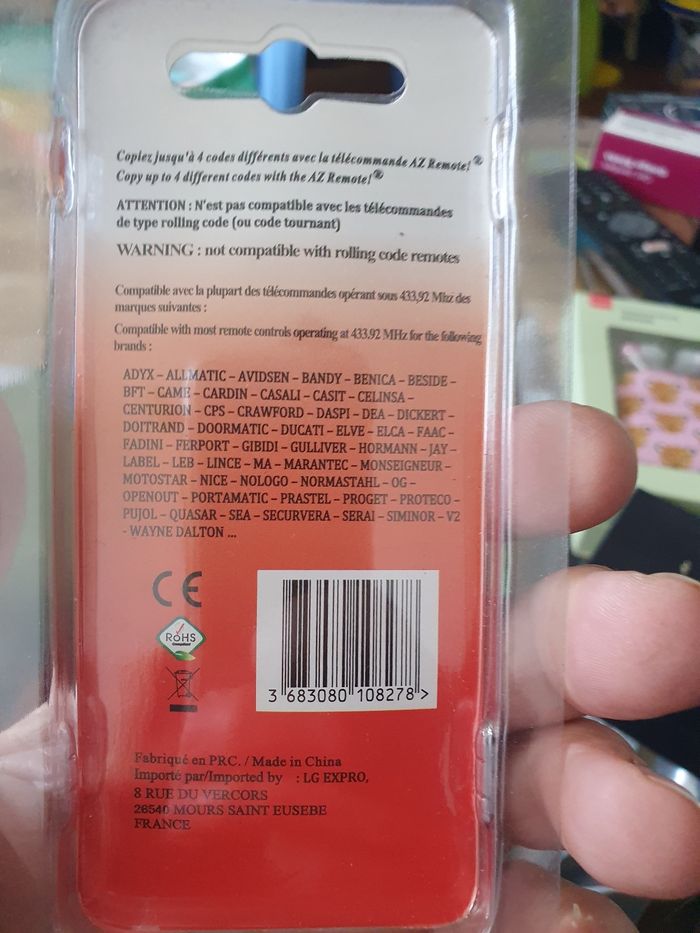 Copiez jusqu'à 4 codes différents avec la télécommande AZ Remote!®
Copy up to 4 different codes with the AZ Remote!®
ATTENTION : N'est pas compatible avec les télécommandes
de type rolling code (ou code tournant)
WARNING : not compatible with rolling code remotes
Compatible avec la plupart des télécommandes opérant sous 433,92 Mhz des
marques suivantes :
Compatible with most remote controls operating at 433.92 MHz for the following
brands :
ADYX – ALLMATIC – AVIDSEN – BANDY – BENICA – BESIDE –
BFT – CAME – CARDIN – CASALI – CASIT – CELINSA –
CENTURION – CPS – CRAWFORD – DASPI – DEA – DICKERT –
DOITRAND – DOORMATIC – DUCATI – ELVE – ELCA – FAAC –
FADINI – FERPORT – GIBIDI – GULLIVER – HORMANN – JAY –
LABEL – LEB – LINCE – MA – MARANTEC – MONSEIGNEUR –
MOTOSTAR – NICE – NOLOGO – NORMASTAHL – OG –
OPENOUT – PORTAMATIC – PRASTEL – PROGET – PROTECO –
PUJOL – QUASAR – SEA – SECURVERA – SERAI – SIMINOR – V2
- WAYNE DALTON ...
CE
RoHS
3 683080 108278 >
Fabriqué en PRC. / Made in China
Importé par/Imported by : LG EXPRO,
8 RUE DU VERCORS
26540 MOURS SAINT EUSEBE
FRANCE